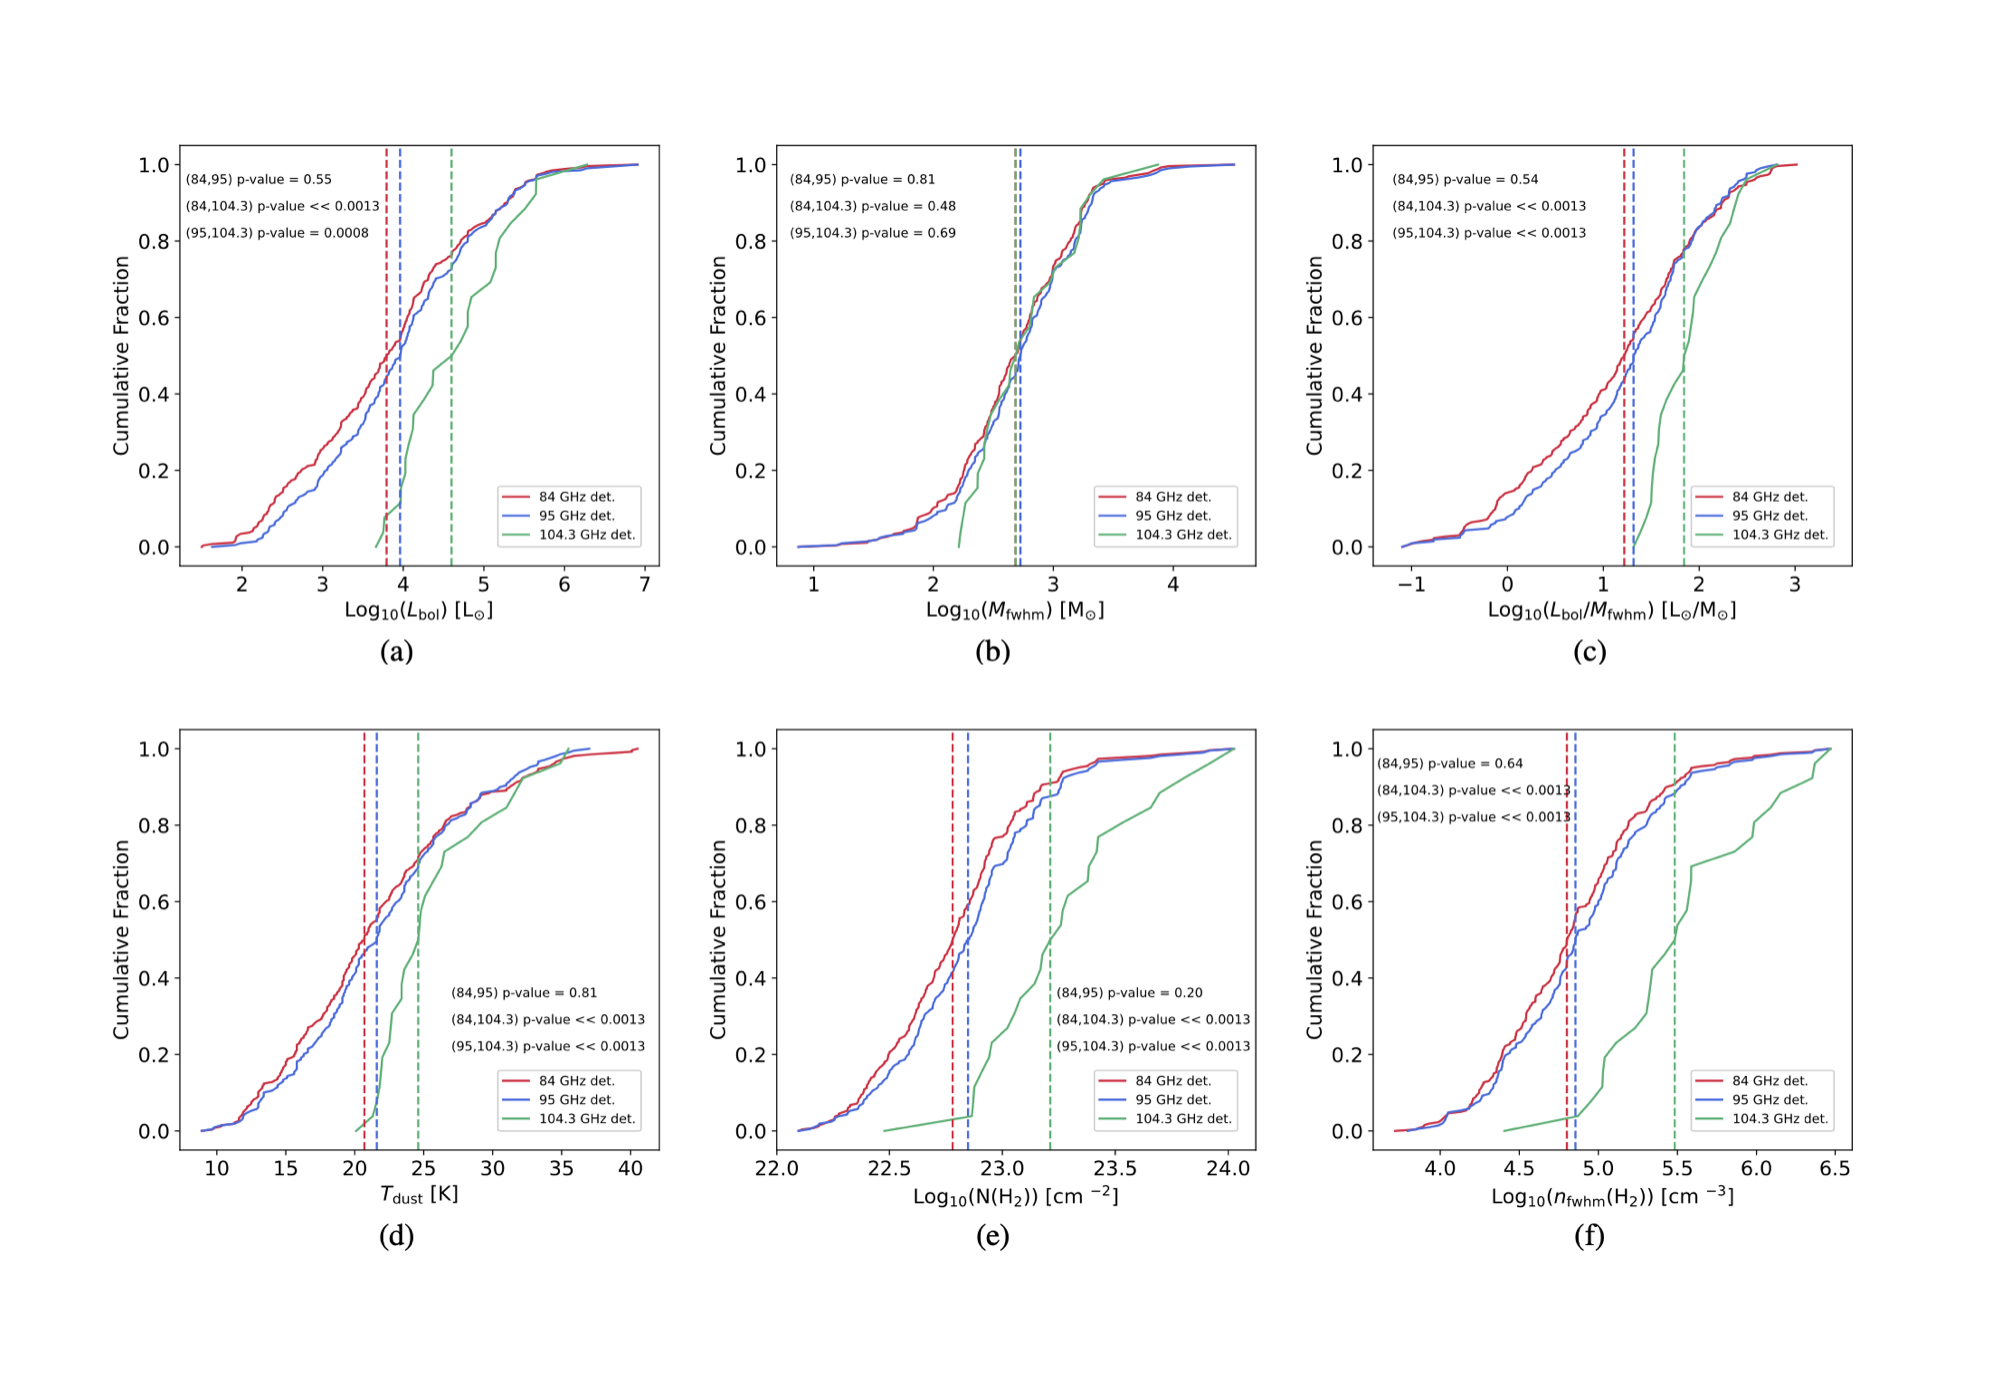 (84,95) p-value = 0.55
(84,104.3) p-value << 0.0013
(95,104.3) p-value = 0.0008
1.0
0.8
0.6
0.4
0.2
0.0
Cumulative Fraction
84 GHz det.
95 GHz det.
104.3 GHz det.
2 3 4 5 6 7
Log₁₀(L_bol) [L⊙]
(a)
(84,95) p-value = 0.81
(84,104.3) p-value = 0.48
(95,104.3) p-value = 0.69
1.0
0.8
0.6
0.4
0.2
0.0
Cumulative Fraction
84 GHz det.
95 GHz det.
104.3 GHz det.
1 2 3 4
Log₁₀(M_fwhm) [M⊙]
(b)
(84,95) p-value = 0.54
(84,104.3) p-value << 0.0013
(95,104.3) p-value << 0.0013
1.0
0.8
0.6
0.4
0.2
0.0
Cumulative Fraction
84 GHz det.
95 GHz det.
104.3 GHz det.
−1 0 1 2 3
Log₁₀(L_bol/M_fwhm) [L⊙/M⊙]
(c)
1.0
0.8
0.6
0.4
0.2
0.0
Cumulative Fraction
(84,95) p-value = 0.81
(84,104.3) p-value << 0.0013
(95,104.3) p-value << 0.0013
84 GHz det.
95 GHz det.
104.3 GHz det.
10 15 20 25 30 35 40
T_dust [K]
(d)
1.0
0.8
0.6
0.4
0.2
0.0
Cumulative Fraction
(84,95) p-value = 0.20
(84,104.3) p-value << 0.0013
(95,104.3) p-value << 0.0013
84 GHz det.
95 GHz det.
104.3 GHz det.
22.0 22.5 23.0 23.5 24.0
Log₁₀(N(H₂)) [cm ⁻²]
(e)
(84,95) p-value = 0.64
(84,104.3) p-value << 0.0013
(95,104.3) p-value << 0.0013
1.0
0.8
0.6
0.4
0.2
0.0
Cumulative Fraction
84 GHz det.
95 GHz det.
104.3 GHz det.
4.0 4.5 5.0 5.5 6.0 6.5
Log₁₀(n_fwhm(H₂)) [cm ⁻³]
(f)